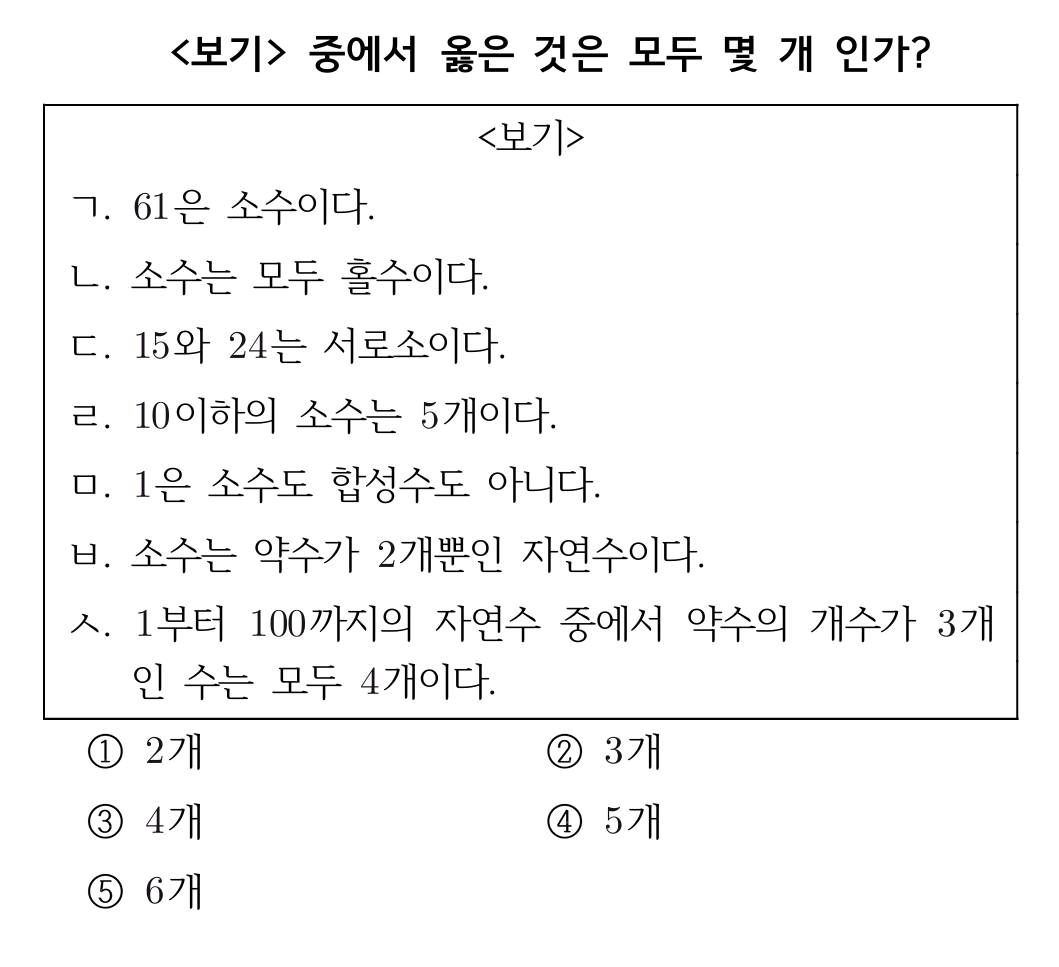 <보기> 중에서 옳은 것은 모두 몇 개 인가?
<보기>
ㄱ. 61은 소수이다.
ㄴ. 소수는 모두 홀수이다.
ㄷ. 15와 24는 서로소이다.
ㄹ. 10이하의 소수는 5개이다.
ㅁ. 1은 소수도 합성수도 아니다.
ㅂ. 소수는 약수가 2개뿐인 자연수이다.
ㅅ. 1부터 100까지의 자연수 중에서 약수의 개수가 3개
인 수는 모두 4개이다.
① 2개 ② 3개
③ 4개 ④ 5개
⑤ 6개